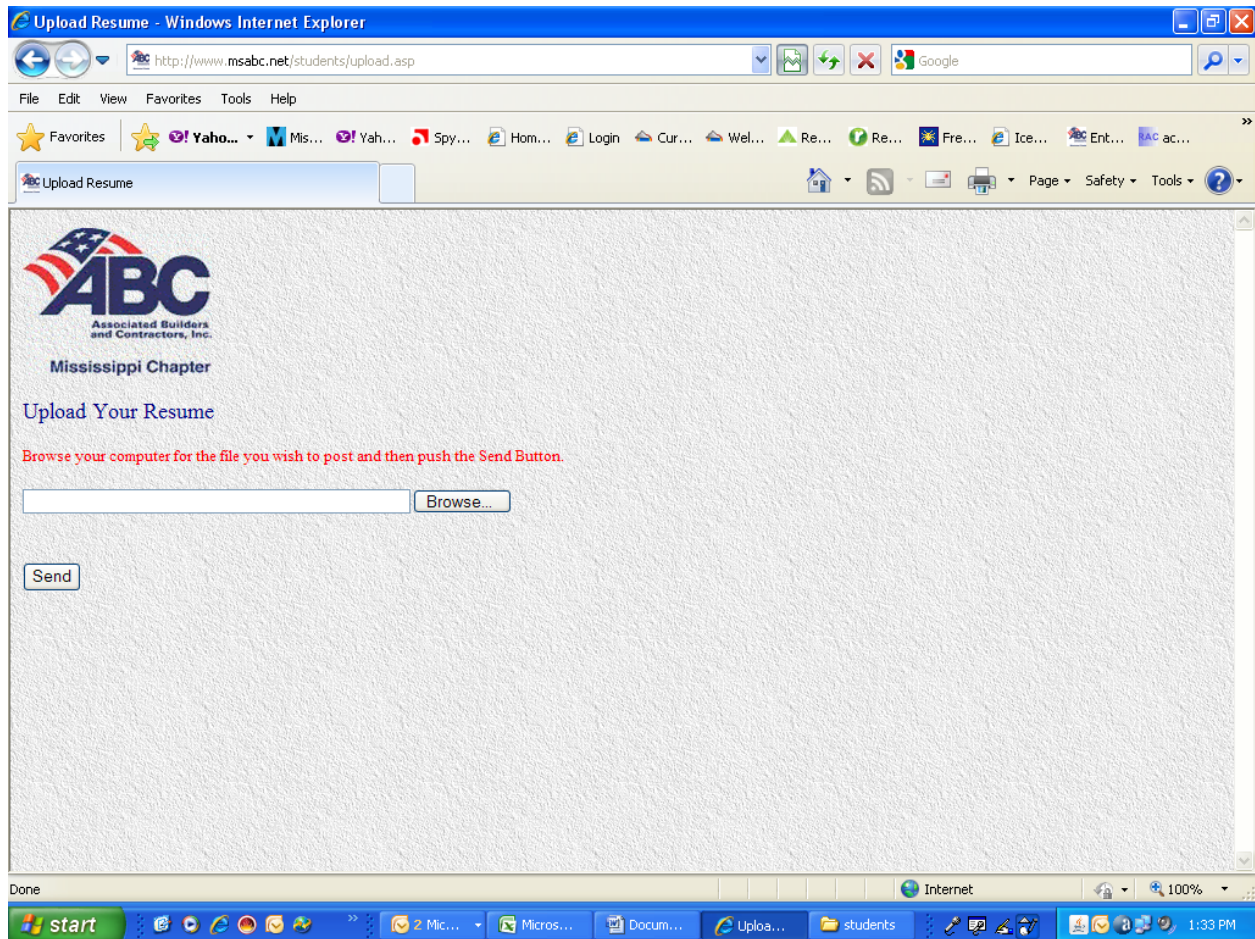 Upload Resume - Windows Internet Explorer
http://www.msabc.net/students/upload.asp
Google
File Edit View Favorites Tools Help
Favorites Yaho... Mis... Yah... Spy... Hom... Login Cur... Wel... Re... Re... Fre... Ice... Ent... RAC ac...
Upload Resume
Page Safety Tools
ABC
Associated Builders
and Contractors, Inc.
Mississippi Chapter
Upload Your Resume
Browse your computer for the file you wish to post and then push the Send Button.
Browse...
Send
Done Internet 100%
start 2 Mic... Micros... Docum... Uploa... students 1:33 PM